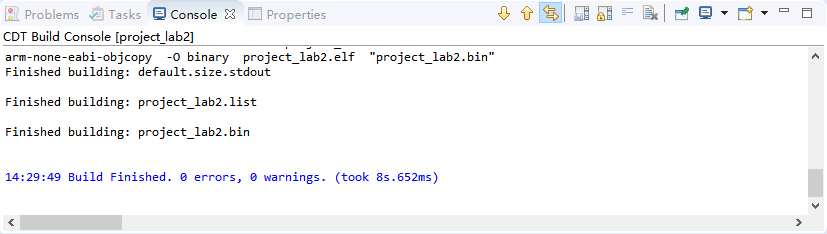 Problems Tasks Console Properties
CDT Build Console [project_lab2]
arm-none-eabi-objcopy -O binary project_lab2.elf "project_lab2.bin"
Finished building: default.size.stdout
Finished building: project_lab2.list
Finished building: project_lab2.bin
14:29:49 Build Finished. 0 errors, 0 warnings. (took 8s.652ms)